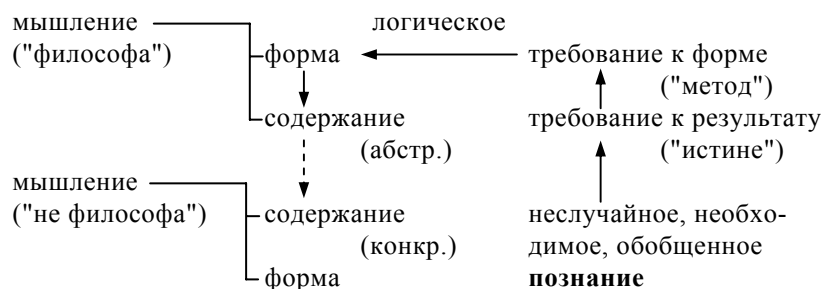 мышление
("философа")
форма
содержание
(абстр.)
мышление
("не философа")
содержание
(конкр.)
форма
логическое
требование к форме
("метод")
требование к результату
("истине")
неслучайное, необхо-
димое, обобщенное
познание